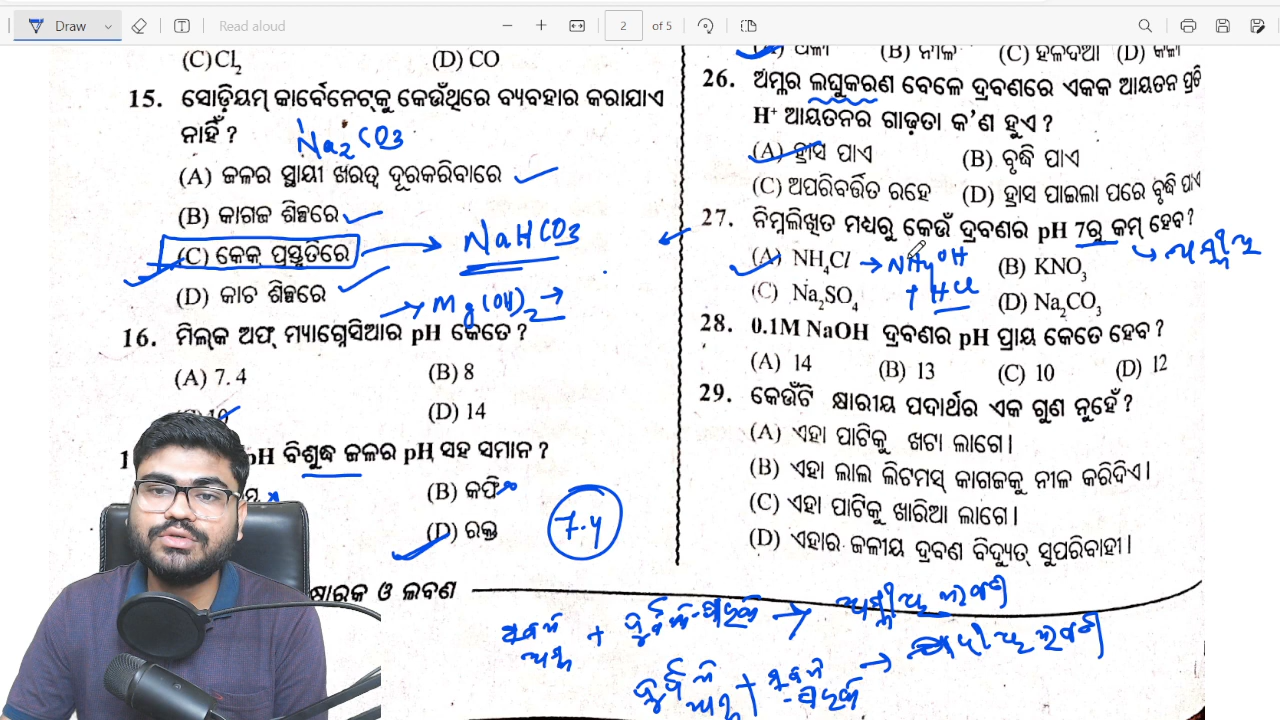 Draw
Read aloud
2 of 5
(C) Cl₂ (D) CO
15. ସୋଡ଼ିୟମ୍ କାର୍ବୋନେଟ୍‌କୁ କେଉଁଥିରେ ବ୍ୟବହାର କରାଯାଏ
ନାହିଁ ?
Na₂CO3
(A) ଜଳର ସ୍ଥାୟୀ ଖରତ୍ୱ ଦୂରକରିବାରେ
(B) କାଗଜ ଶିଳ୍ପରେ
(C) କେକ୍ ପ୍ରସ୍ତୁତିରେ
NaHCO3
(D) କାଚ ଶିଳ୍ପରେ
Mg(OH)₂
16. ମିଲ୍‌କ ଅଫ୍ ମ୍ୟାଗ୍ନେସିଆର pH କେତେ ?
(A) 7.4 (B) 8
(D) 14
pH ବିଶୁଦ୍ଧ ଜଳର pH ସହ ସମାନ ?
(B) କଫି
(D) ରକ୍ତ
7.4
(B) ନୀଳ (C) ହଳଦିଆ (D) କଳା
26. ଅମ୍ଳର ଲଘୁକରଣ ବେଳେ ଦ୍ରବଣରେ ଏକକ ଆୟତନ ପ୍ରତି
H⁺ ଆୟତନର ଗାଢ଼ତା କ'ଣ ହୁଏ ?
(A) ହ୍ରାସ ପାଏ (B) ବୃଦ୍ଧି ପାଏ
(C) ଅପରିବର୍ତ୍ତିତ ରହେ (D) ହ୍ରାସ ପାଇଲା ପରେ ବୃଦ୍ଧି ପାଏ
27. ନିମ୍ନଲିଖିତ ମଧ୍ୟରୁ କେଉଁ ଦ୍ରବଣର pH 7ରୁ କମ୍ ହେବ ?
(A) NH₄Cl (B) KNO₃
NH4OH
+ HCl
(C) Na₂SO₄ (D) Na₂CO₃
28. 0.1M NaOH ଦ୍ରବଣର pH ପ୍ରାୟ କେତେ ହେବ ?
(A) 14 (B) 13 (C) 10 (D) 12
29. କେଉଁଟି କ୍ଷାରୀୟ ପଦାର୍ଥର ଏକ ଗୁଣ ନୁହେଁ ?
(A) ଏହା ପାଟିକୁ ଖଟା ଲାଗେ।
(B) ଏହା ଲାଲ ଲିଟମସ୍ କାଗଜକୁ ନୀଳ କରିଦିଏ।
(C) ଏହା ପାଟିକୁ ଖାରିଆ ଲାଗେ।
(D) ଏହାର ଜଳୀୟ ଦ୍ରବଣ ବିଦ୍ୟୁତ୍ ସୁପରିବାହୀ।
କ୍ଷାରକ ଓ ଲବଣ